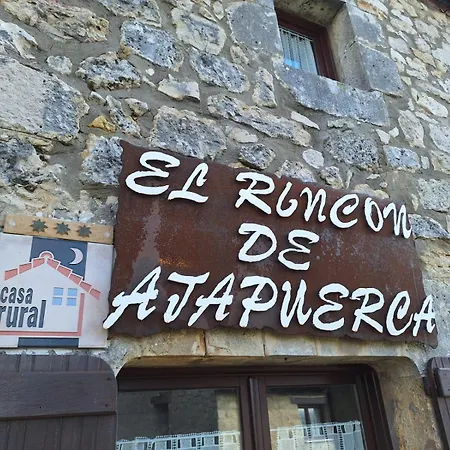 EL RINCON
DE
ATAPUERCA
casa
rural